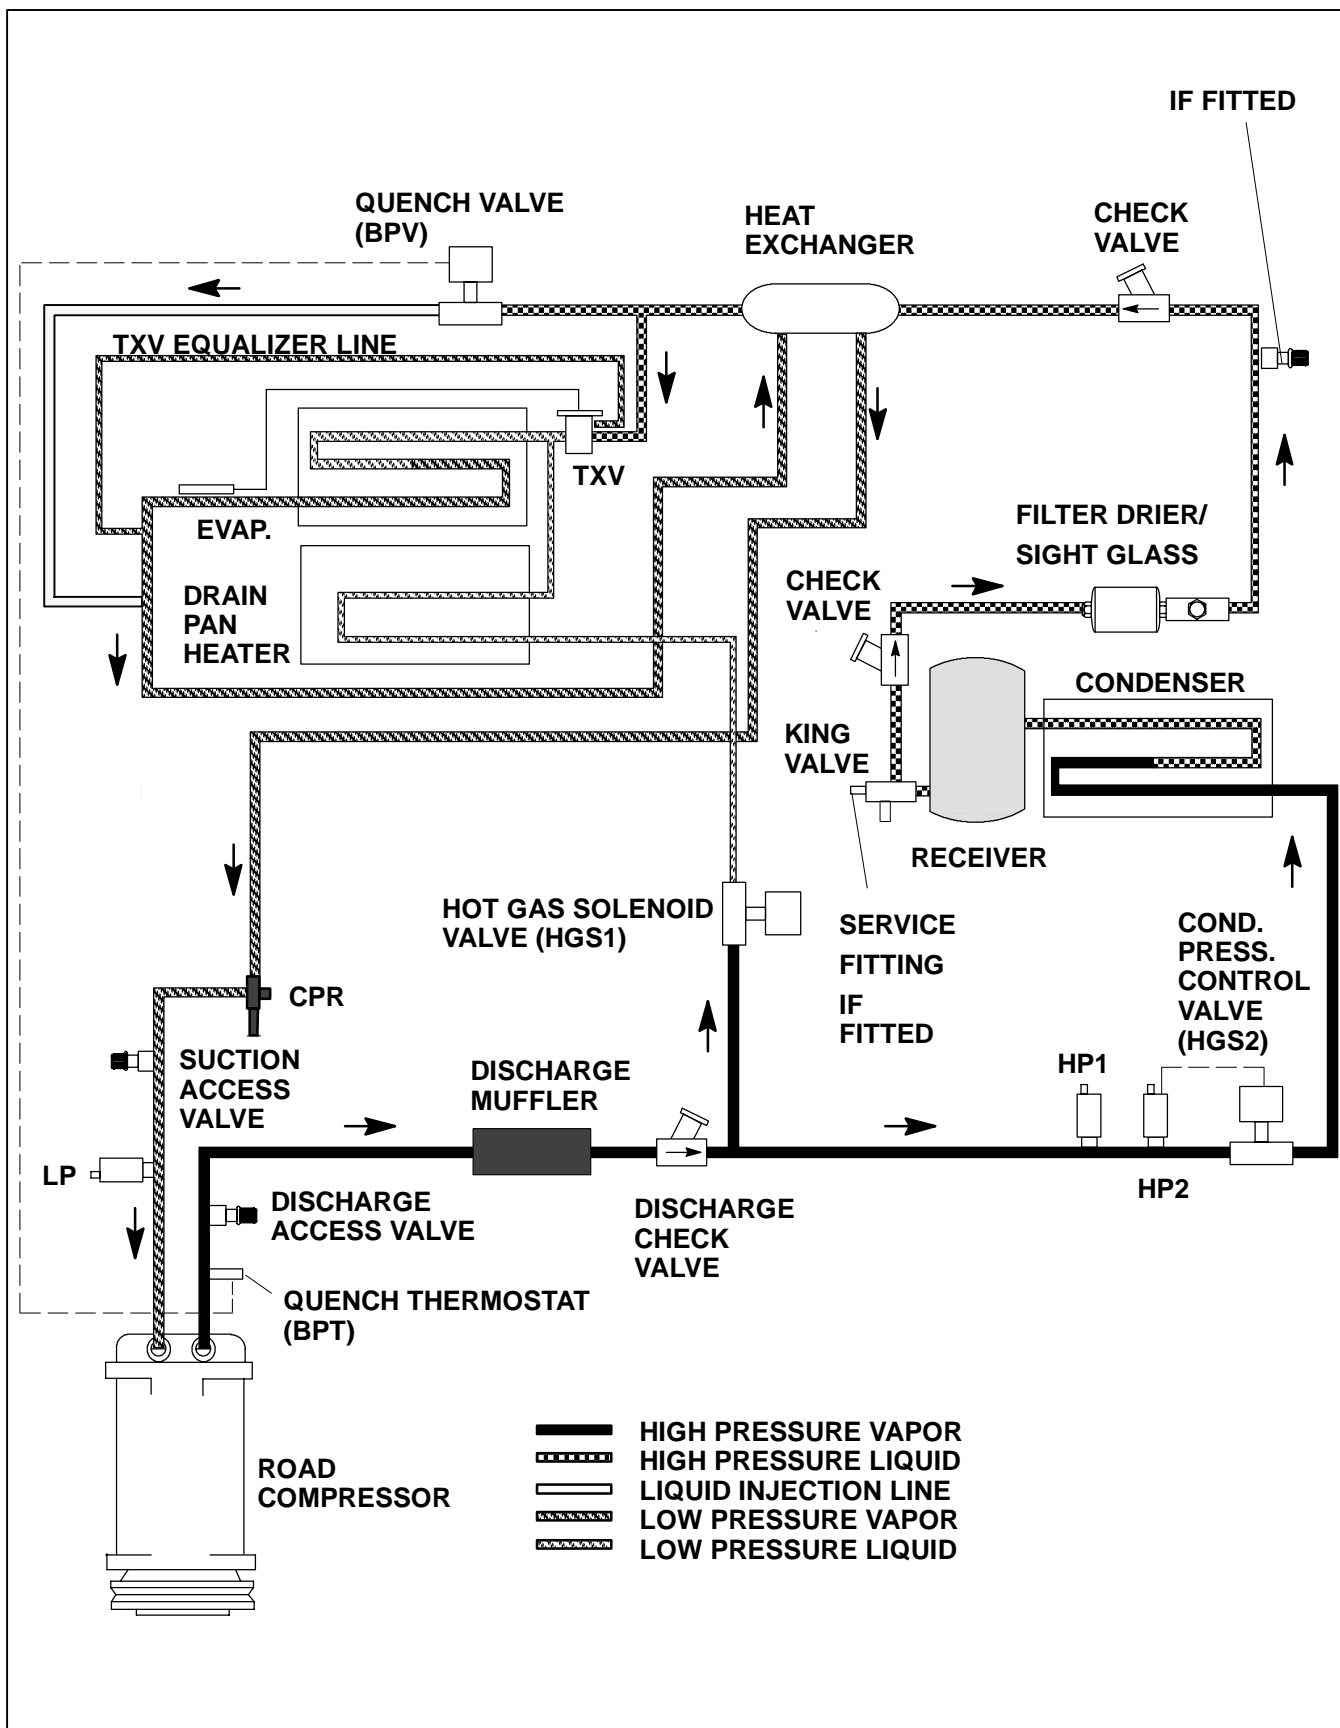 IF FITTED
QUENCH VALVE
(BPV)
HEAT
EXCHANGER
CHECK
VALVE
TXV EQUALIZER LINE
TXV
EVAP.
FILTER DRIER/
SIGHT GLASS
CHECK
VALVE
DRAIN
PAN
HEATER
CONDENSER
KING
VALVE
RECEIVER
HOT GAS SOLENOID
VALVE (HGS1)
SERVICE
FITTING
IF
FITTED
COND.
PRESS.
CONTROL
VALVE
(HGS2)
CPR
SUCTION
ACCESS
VALVE
DISCHARGE
MUFFLER
HP1
LP
HP2
DISCHARGE
ACCESS VALVE
DISCHARGE
CHECK
VALVE
QUENCH THERMOSTAT
(BPT)
ROAD
COMPRESSOR
HIGH PRESSURE VAPOR
HIGH PRESSURE LIQUID
LIQUID INJECTION LINE
LOW PRESSURE VAPOR
LOW PRESSURE LIQUID